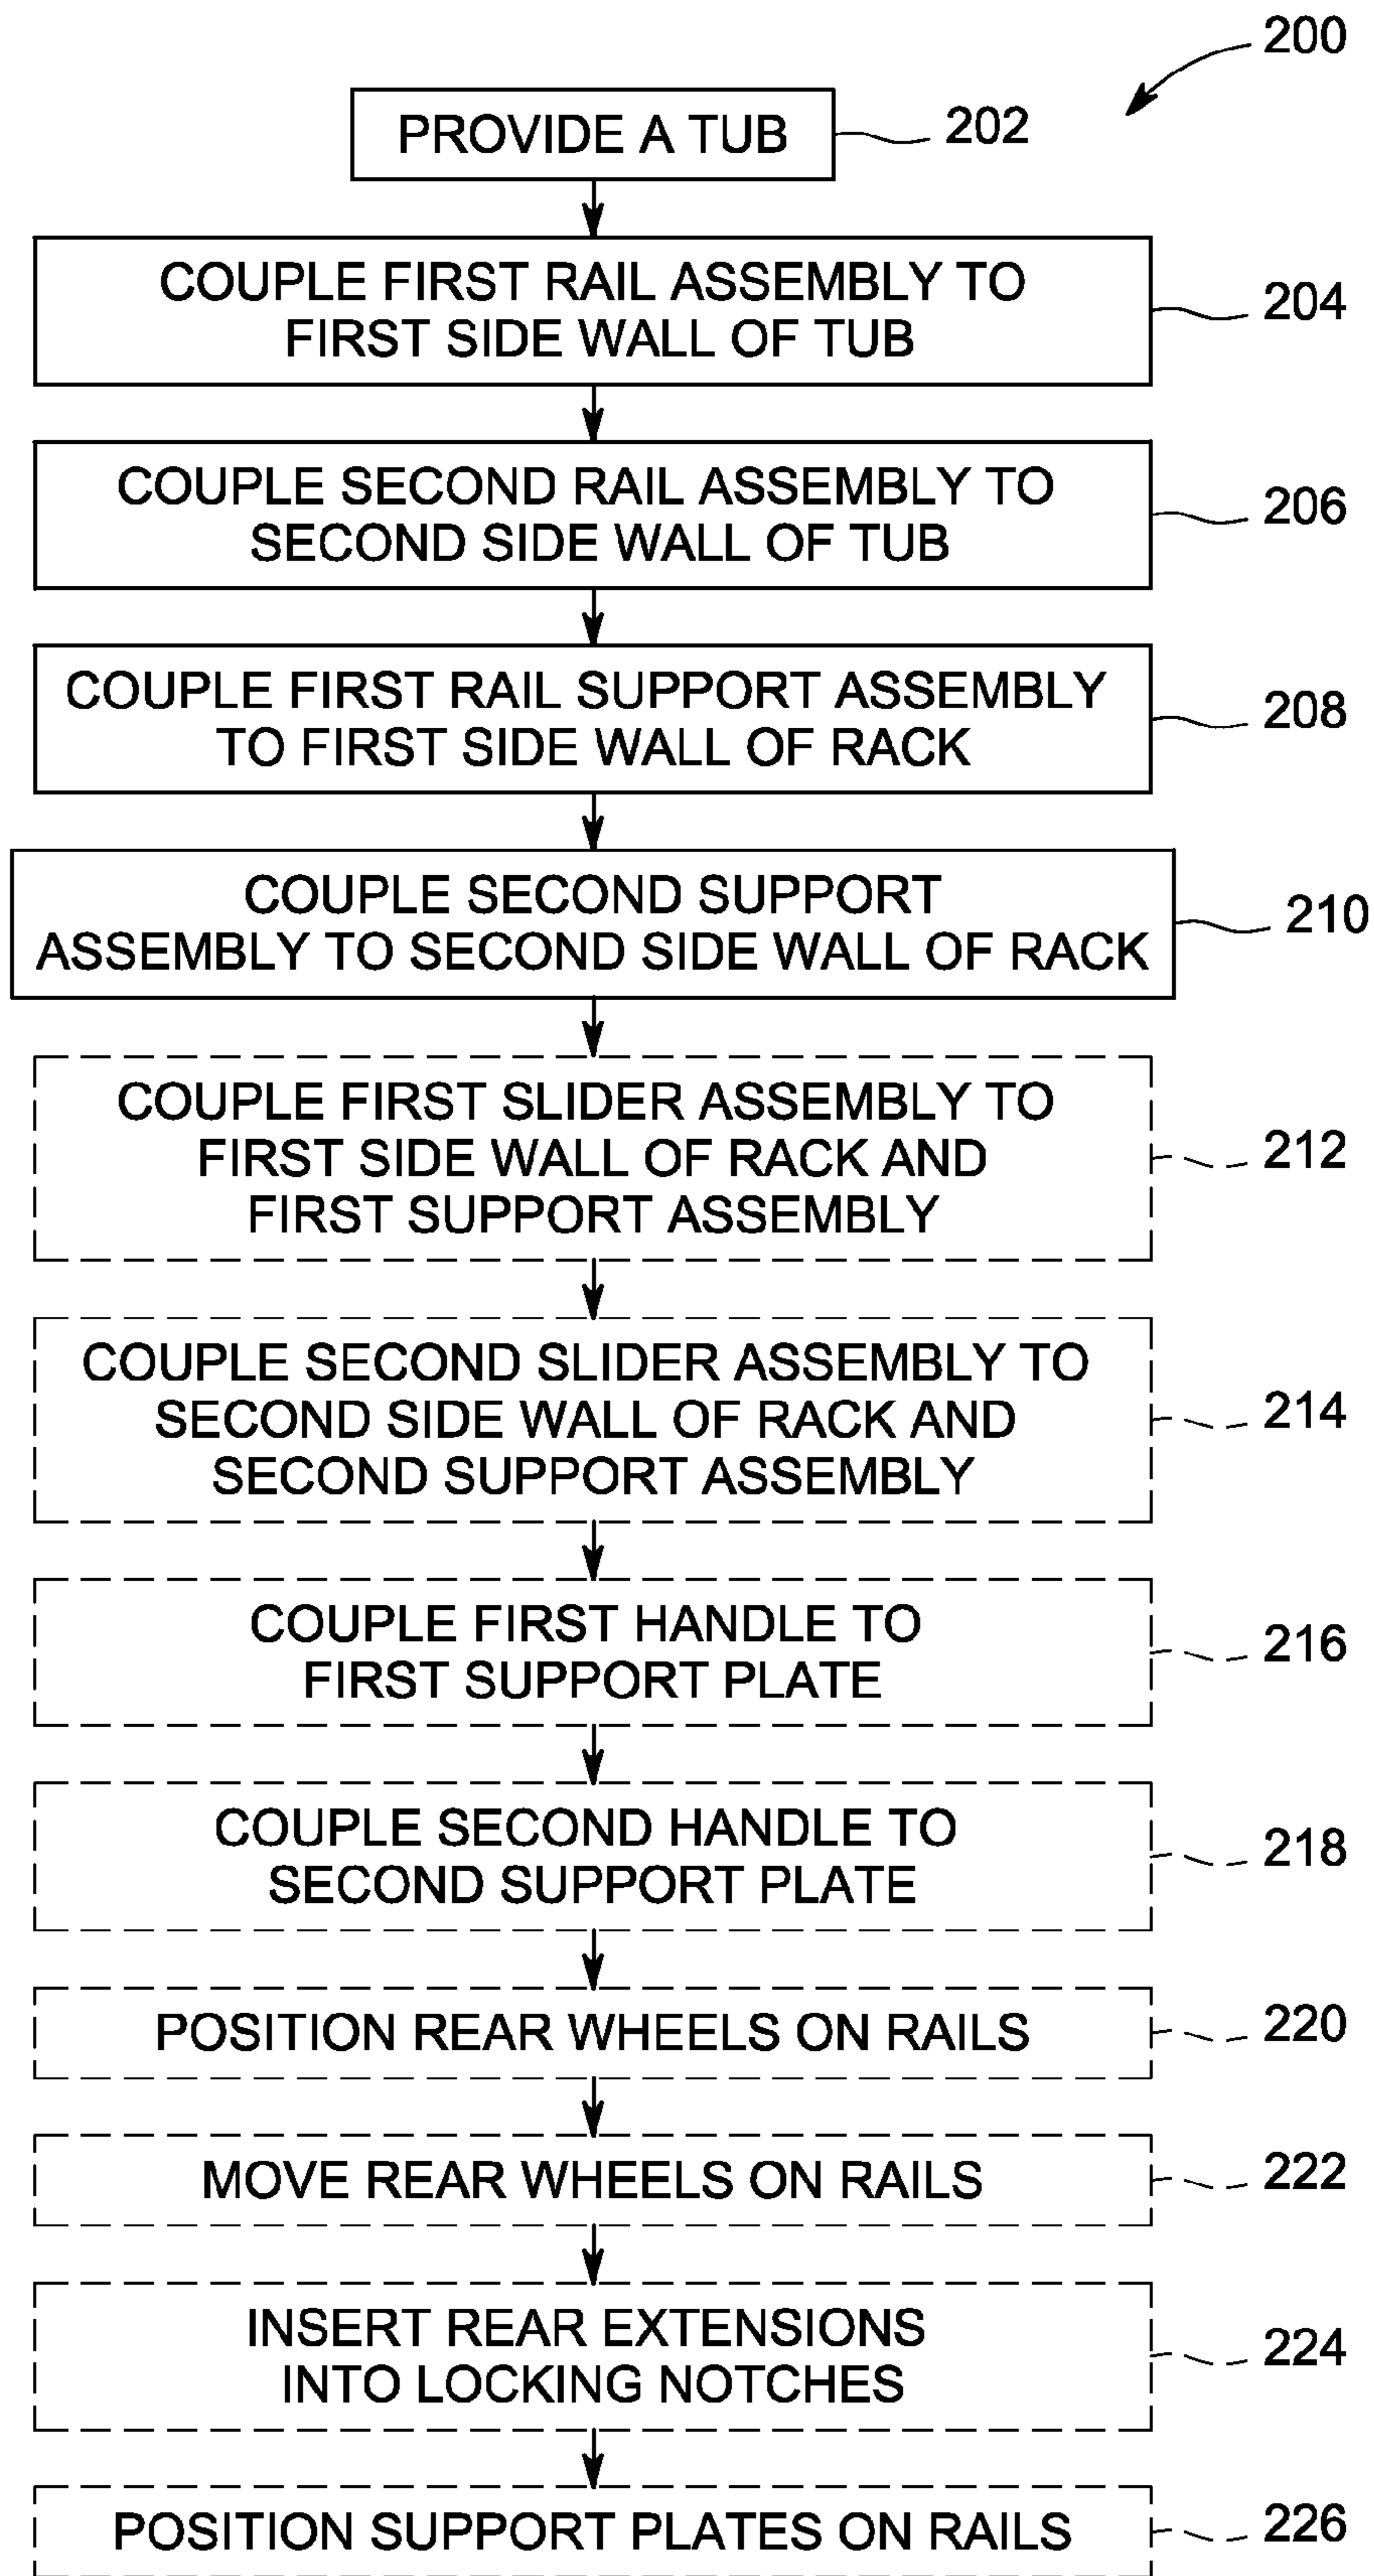 200
PROVIDE A TUB
202
COUPLE FIRST RAIL ASSEMBLY TO
FIRST SIDE WALL OF TUB
204
COUPLE SECOND RAIL ASSEMBLY TO
SECOND SIDE WALL OF TUB
206
COUPLE FIRST RAIL SUPPORT ASSEMBLY
TO FIRST SIDE WALL OF RACK
208
COUPLE SECOND SUPPORT
ASSEMBLY TO SECOND SIDE WALL OF RACK
210
COUPLE FIRST SLIDER ASSEMBLY TO
FIRST SIDE WALL OF RACK AND
FIRST SUPPORT ASSEMBLY
212
COUPLE SECOND SLIDER ASSEMBLY TO
SECOND SIDE WALL OF RACK AND
SECOND SUPPORT ASSEMBLY
214
COUPLE FIRST HANDLE TO
FIRST SUPPORT PLATE
216
COUPLE SECOND HANDLE TO
SECOND SUPPORT PLATE
218
POSITION REAR WHEELS ON RAILS
220
MOVE REAR WHEELS ON RAILS
222
INSERT REAR EXTENSIONS
INTO LOCKING NOTCHES
224
POSITION SUPPORT PLATES ON RAILS
226